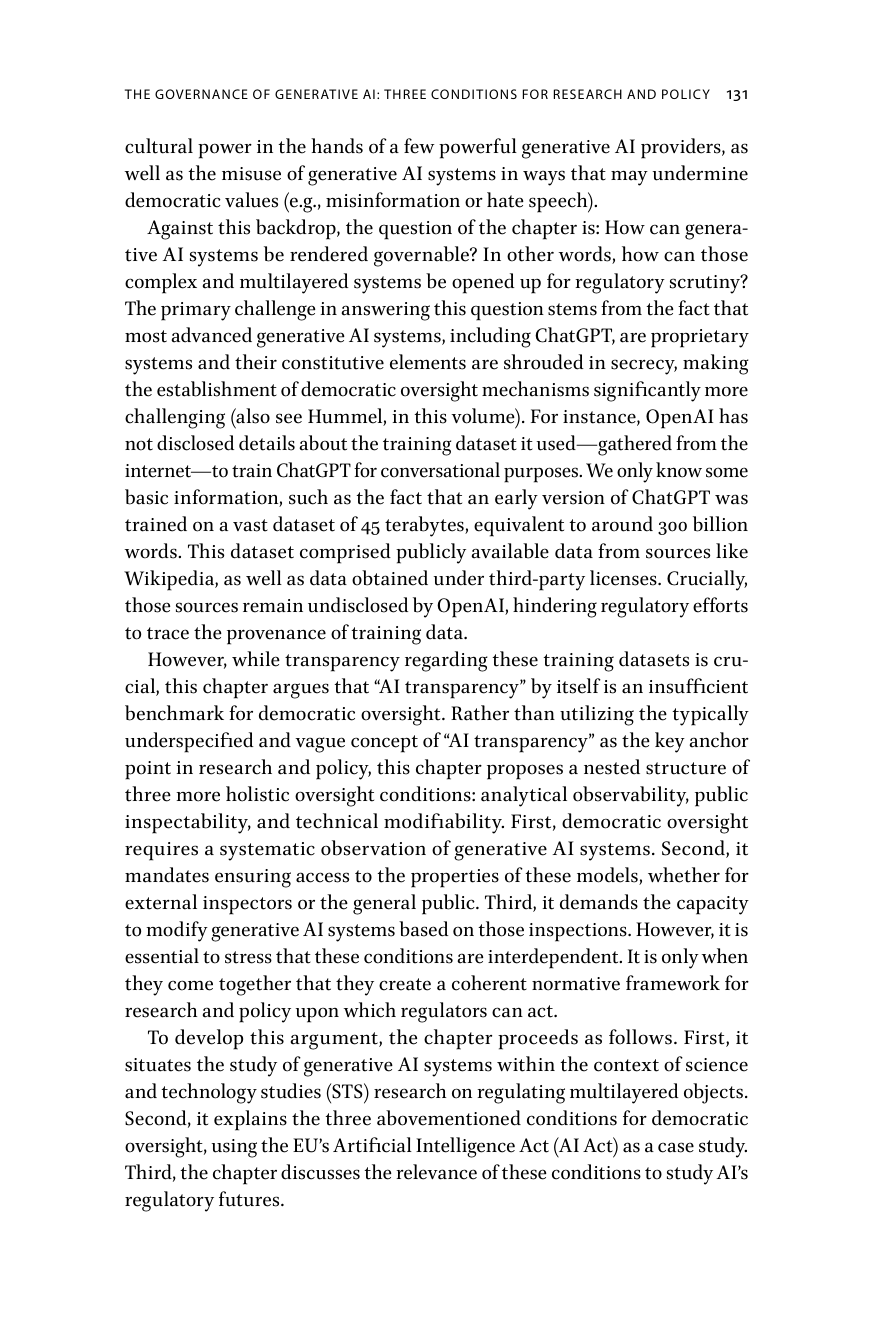 THE GOVERNANCE OF GENERATIVE AI: THREE CONDITIONS FOR RESEARCH AND POLICY 131
cultural power in the hands of a few powerful generative AI providers, as
well as the misuse of generative AI systems in ways that may undermine
democratic values (e.g., misinformation or hate speech).
Against this backdrop, the question of the chapter is: How can genera-
tive AI systems be rendered governable? In other words, how can those
complex and multilayered systems be opened up for regulatory scrutiny?
The primary challenge in answering this question stems from the fact that
most advanced generative AI systems, including ChatGPT, are proprietary
systems and their constitutive elements are shrouded in secrecy, making
the establishment of democratic oversight mechanisms significantly more
challenging (also see Hummel, in this volume). For instance, OpenAI has
not disclosed details about the training dataset it used—gathered from the
internet—to train ChatGPT for conversational purposes. We only know some
basic information, such as the fact that an early version of ChatGPT was
trained on a vast dataset of 45 terabytes, equivalent to around 300 billion
words. This dataset comprised publicly available data from sources like
Wikipedia, as well as data obtained under third-party licenses. Crucially,
those sources remain undisclosed by OpenAI, hindering regulatory efforts
to trace the provenance of training data.
However, while transparency regarding these training datasets is cru-
cial, this chapter argues that “AI transparency” by itself is an insufficient
benchmark for democratic oversight. Rather than utilizing the typically
underspecified and vague concept of “AI transparency” as the key anchor
point in research and policy, this chapter proposes a nested structure of
three more holistic oversight conditions: analytical observability, public
inspectability, and technical modifiability. First, democratic oversight
requires a systematic observation of generative AI systems. Second, it
mandates ensuring access to the properties of these models, whether for
external inspectors or the general public. Third, it demands the capacity
to modify generative AI systems based on those inspections. However, it is
essential to stress that these conditions are interdependent. It is only when
they come together that they create a coherent normative framework for
research and policy upon which regulators can act.
To develop this argument, the chapter proceeds as follows. First, it
situates the study of generative AI systems within the context of science
and technology studies (STS) research on regulating multilayered objects.
Second, it explains the three abovementioned conditions for democratic
oversight, using the EU’s Artificial Intelligence Act (AI Act) as a case study.
Third, the chapter discusses the relevance of these conditions to study AI’s
regulatory futures.